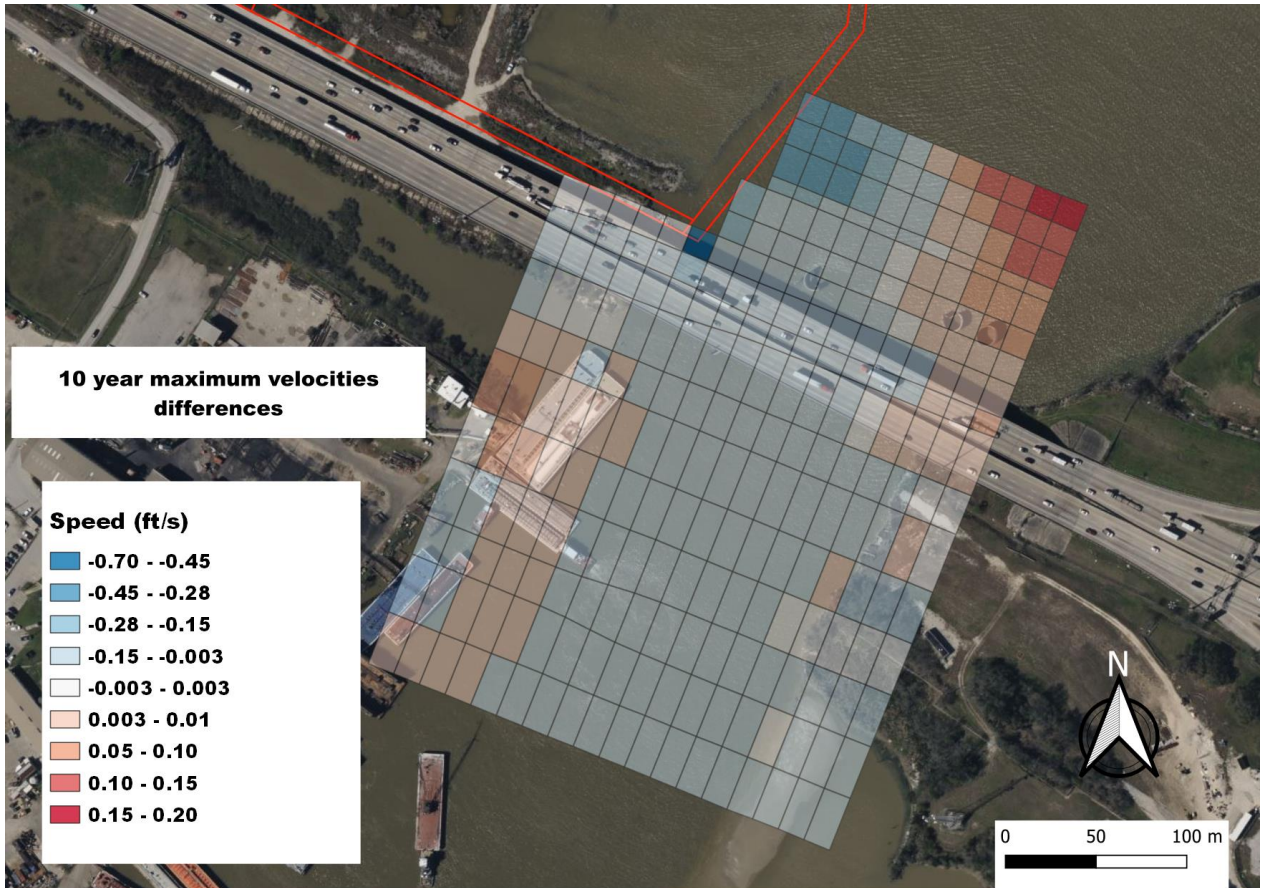 10 year maximum velocities
differences
Speed (ft/s)
-0.70 - -0.45
-0.45 - -0.28
-0.28 - -0.15
-0.15 - -0.003
-0.003 - 0.003
0.003 - 0.01
0.05 - 0.10
0.10 - 0.15
0.15 - 0.20
N
0 50 100 m